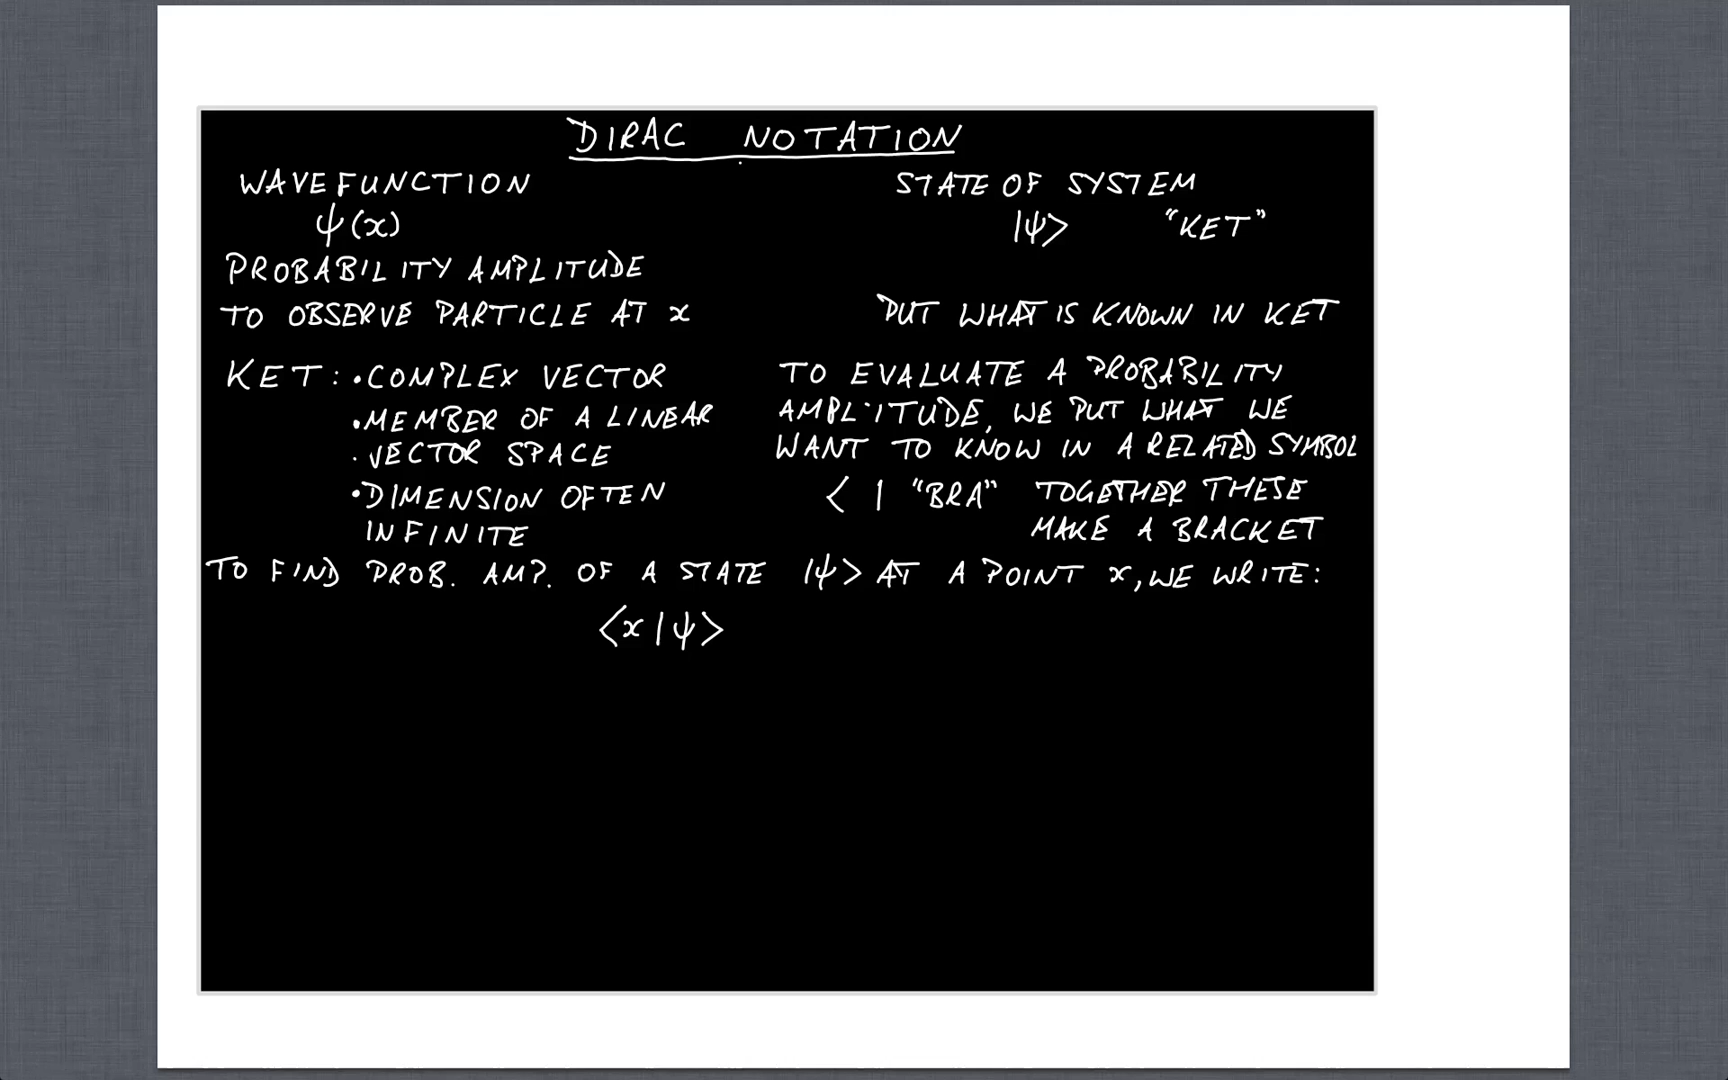 DIRAC NOTATION
WAVEFUNCTION
ψ(x)
PROBABILITY AMPLITUDE
TO OBSERVE PARTICLE AT x
STATE OF SYSTEM
|ψ> "KET"
PUT WHAT IS KNOWN IN KET
KET: •COMPLEX VECTOR
•MEMBER OF A LINEAR
·VECTOR SPACE
•DIMENSION OFTEN
INFINITE
TO EVALUATE A PROBABILITY
AMPLITUDE, WE PUT WHAT WE
WANT TO KNOW IN A RELATED SYMBOL
< | "BRA" TOGETHER THESE
MAKE A BRACKET
TO FIND PROB. AMP. OF A STATE |ψ> AT A POINT x, WE WRITE:
<x|ψ>